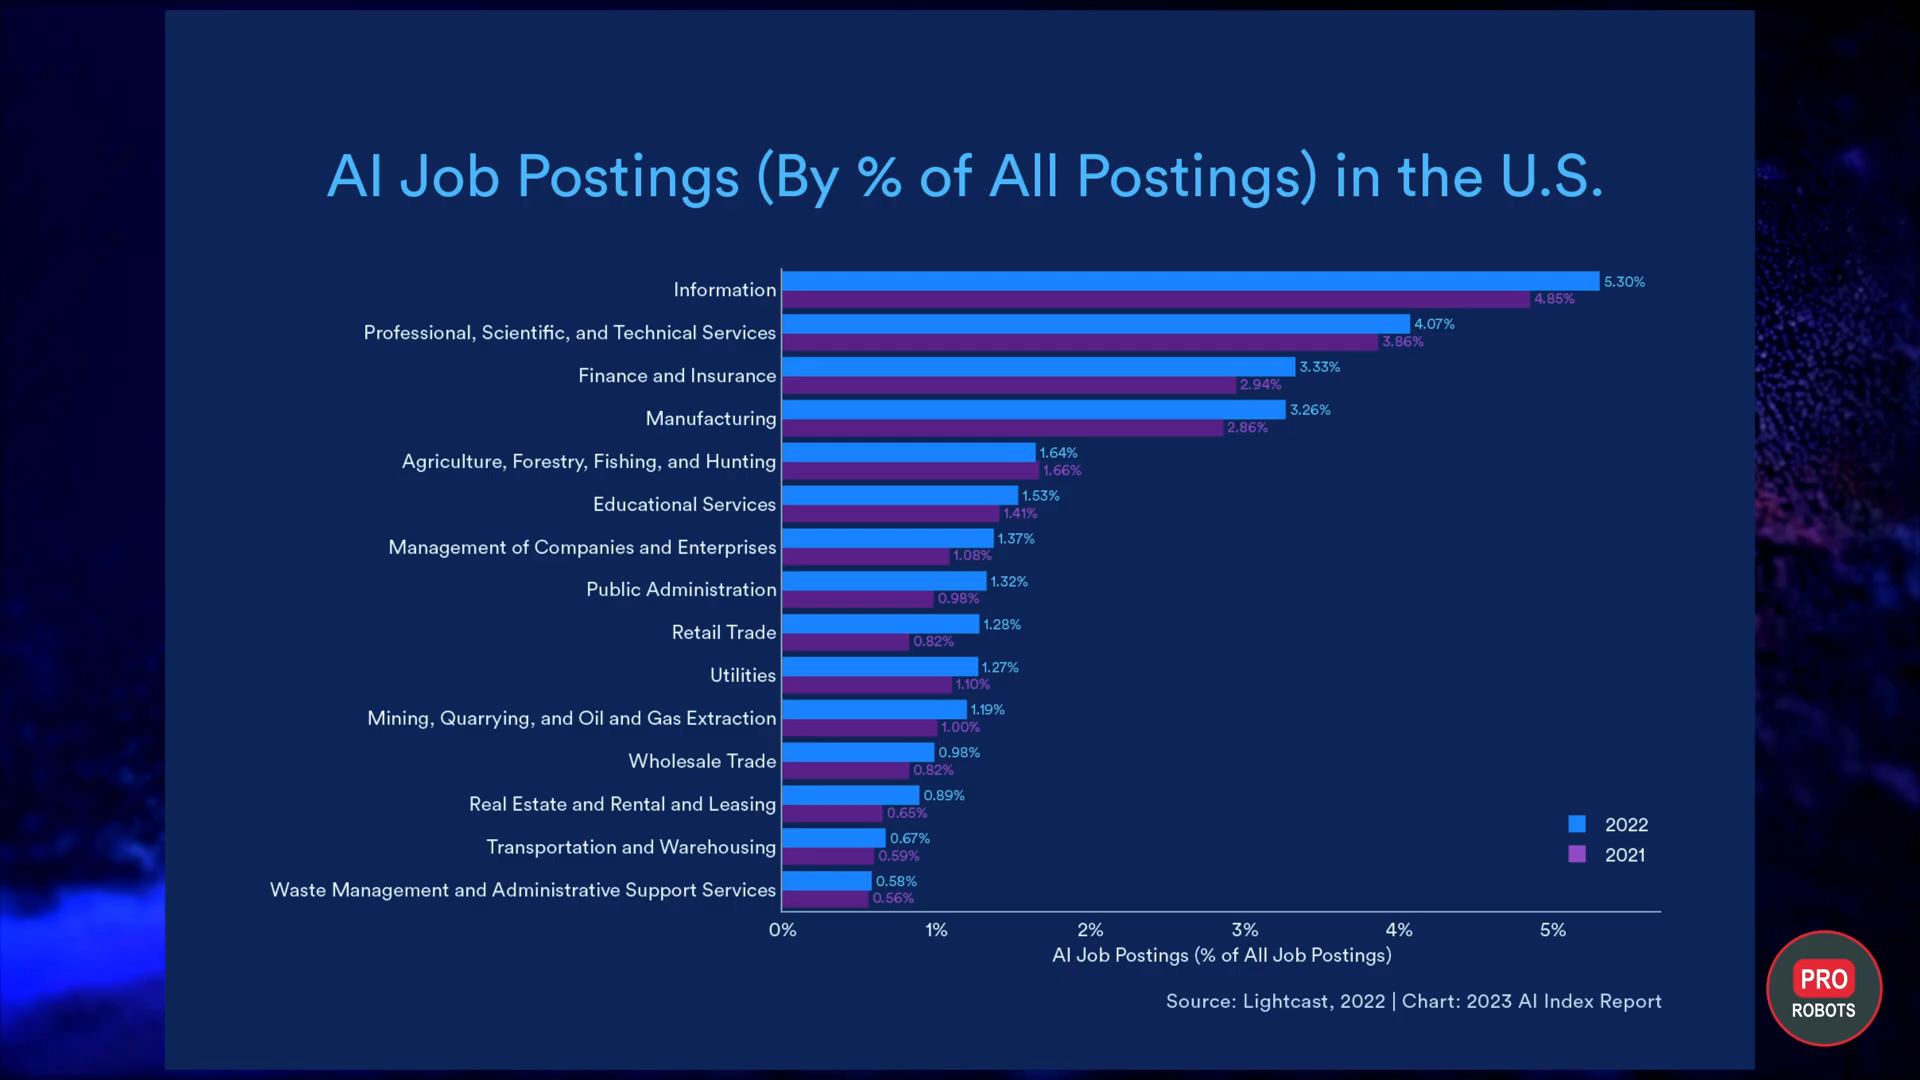 AI Job Postings (By % of All Postings) in the U.S.
Information
5.30%
4.85%
Professional, Scientific, and Technical Services
4.07%
3.86%
Finance and Insurance
3.33%
2.94%
Manufacturing
3.26%
2.86%
Agriculture, Forestry, Fishing, and Hunting
1.64%
1.66%
Educational Services
1.53%
1.41%
Management of Companies and Enterprises
1.37%
1.08%
Public Administration
1.32%
0.98%
Retail Trade
1.28%
0.82%
Utilities
1.27%
1.10%
Mining, Quarrying, and Oil and Gas Extraction
1.19%
1.00%
Wholesale Trade
0.98%
0.82%
Real Estate and Rental and Leasing
0.89%
0.65%
Transportation and Warehousing
0.67%
0.59%
Waste Management and Administrative Support Services
0.58%
0.56%
2022
2021
0% 1% 2% 3% 4% 5%
AI Job Postings (% of All Job Postings)
Source: Lightcast, 2022 | Chart: 2023 AI Index Report
PRO
ROBOTS